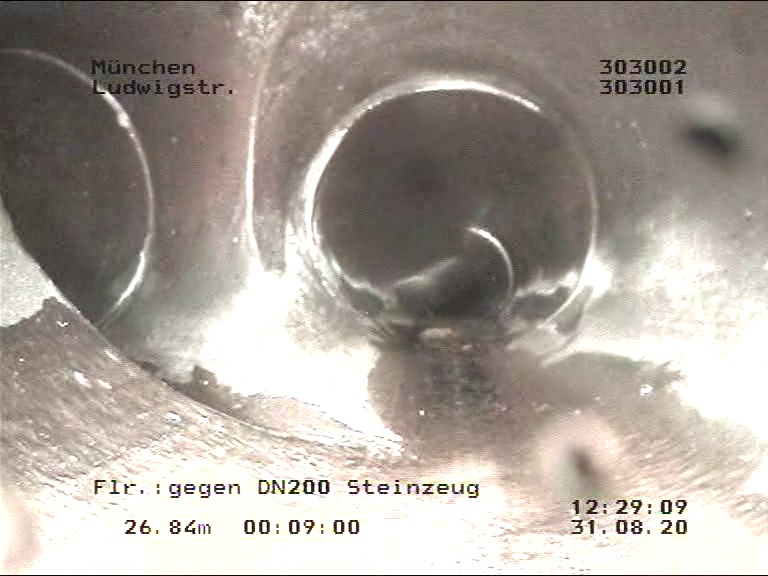 München 303002
Ludwigstr. 303001
Flr.:gegen DN200 Steinzeug
12:29:09
26.84m 00:09:00 31.08.20